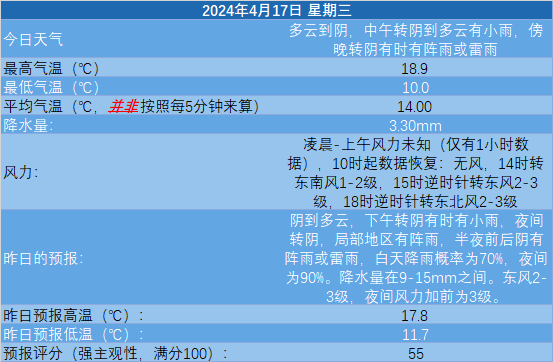 2024年4月17日 星期三
今日天气
多云到阴，中午转阴到多云有小雨，傍
晚转阴有时有阵雨或雷雨
最高气温（℃）
18.9
最低气温（℃）
10.0
平均气温（℃，并非按照每5分钟来算）
14.00
降水量：
3.30mm
风力：
凌晨-上午风力未知（仅有1小时数
据），10时起数据恢复：无风，14时转
东南风1-2级，15时逆时针转东风2-3
级，18时逆时针转东北风2-3级
昨日的预报：
阴到多云，下午转阴有时有小雨，夜间
转阴，局部地区有阵雨，半夜前后阴有
阵雨或雷雨，白天降雨概率为70%，夜间
为90%。降水量在9-15mm之间。东风2-
3级，夜间风力加前为3级。
昨日预报高温（℃）：
17.8
昨日预报低温（℃）：
11.7
预报评分（强主观性，满分100）：
55